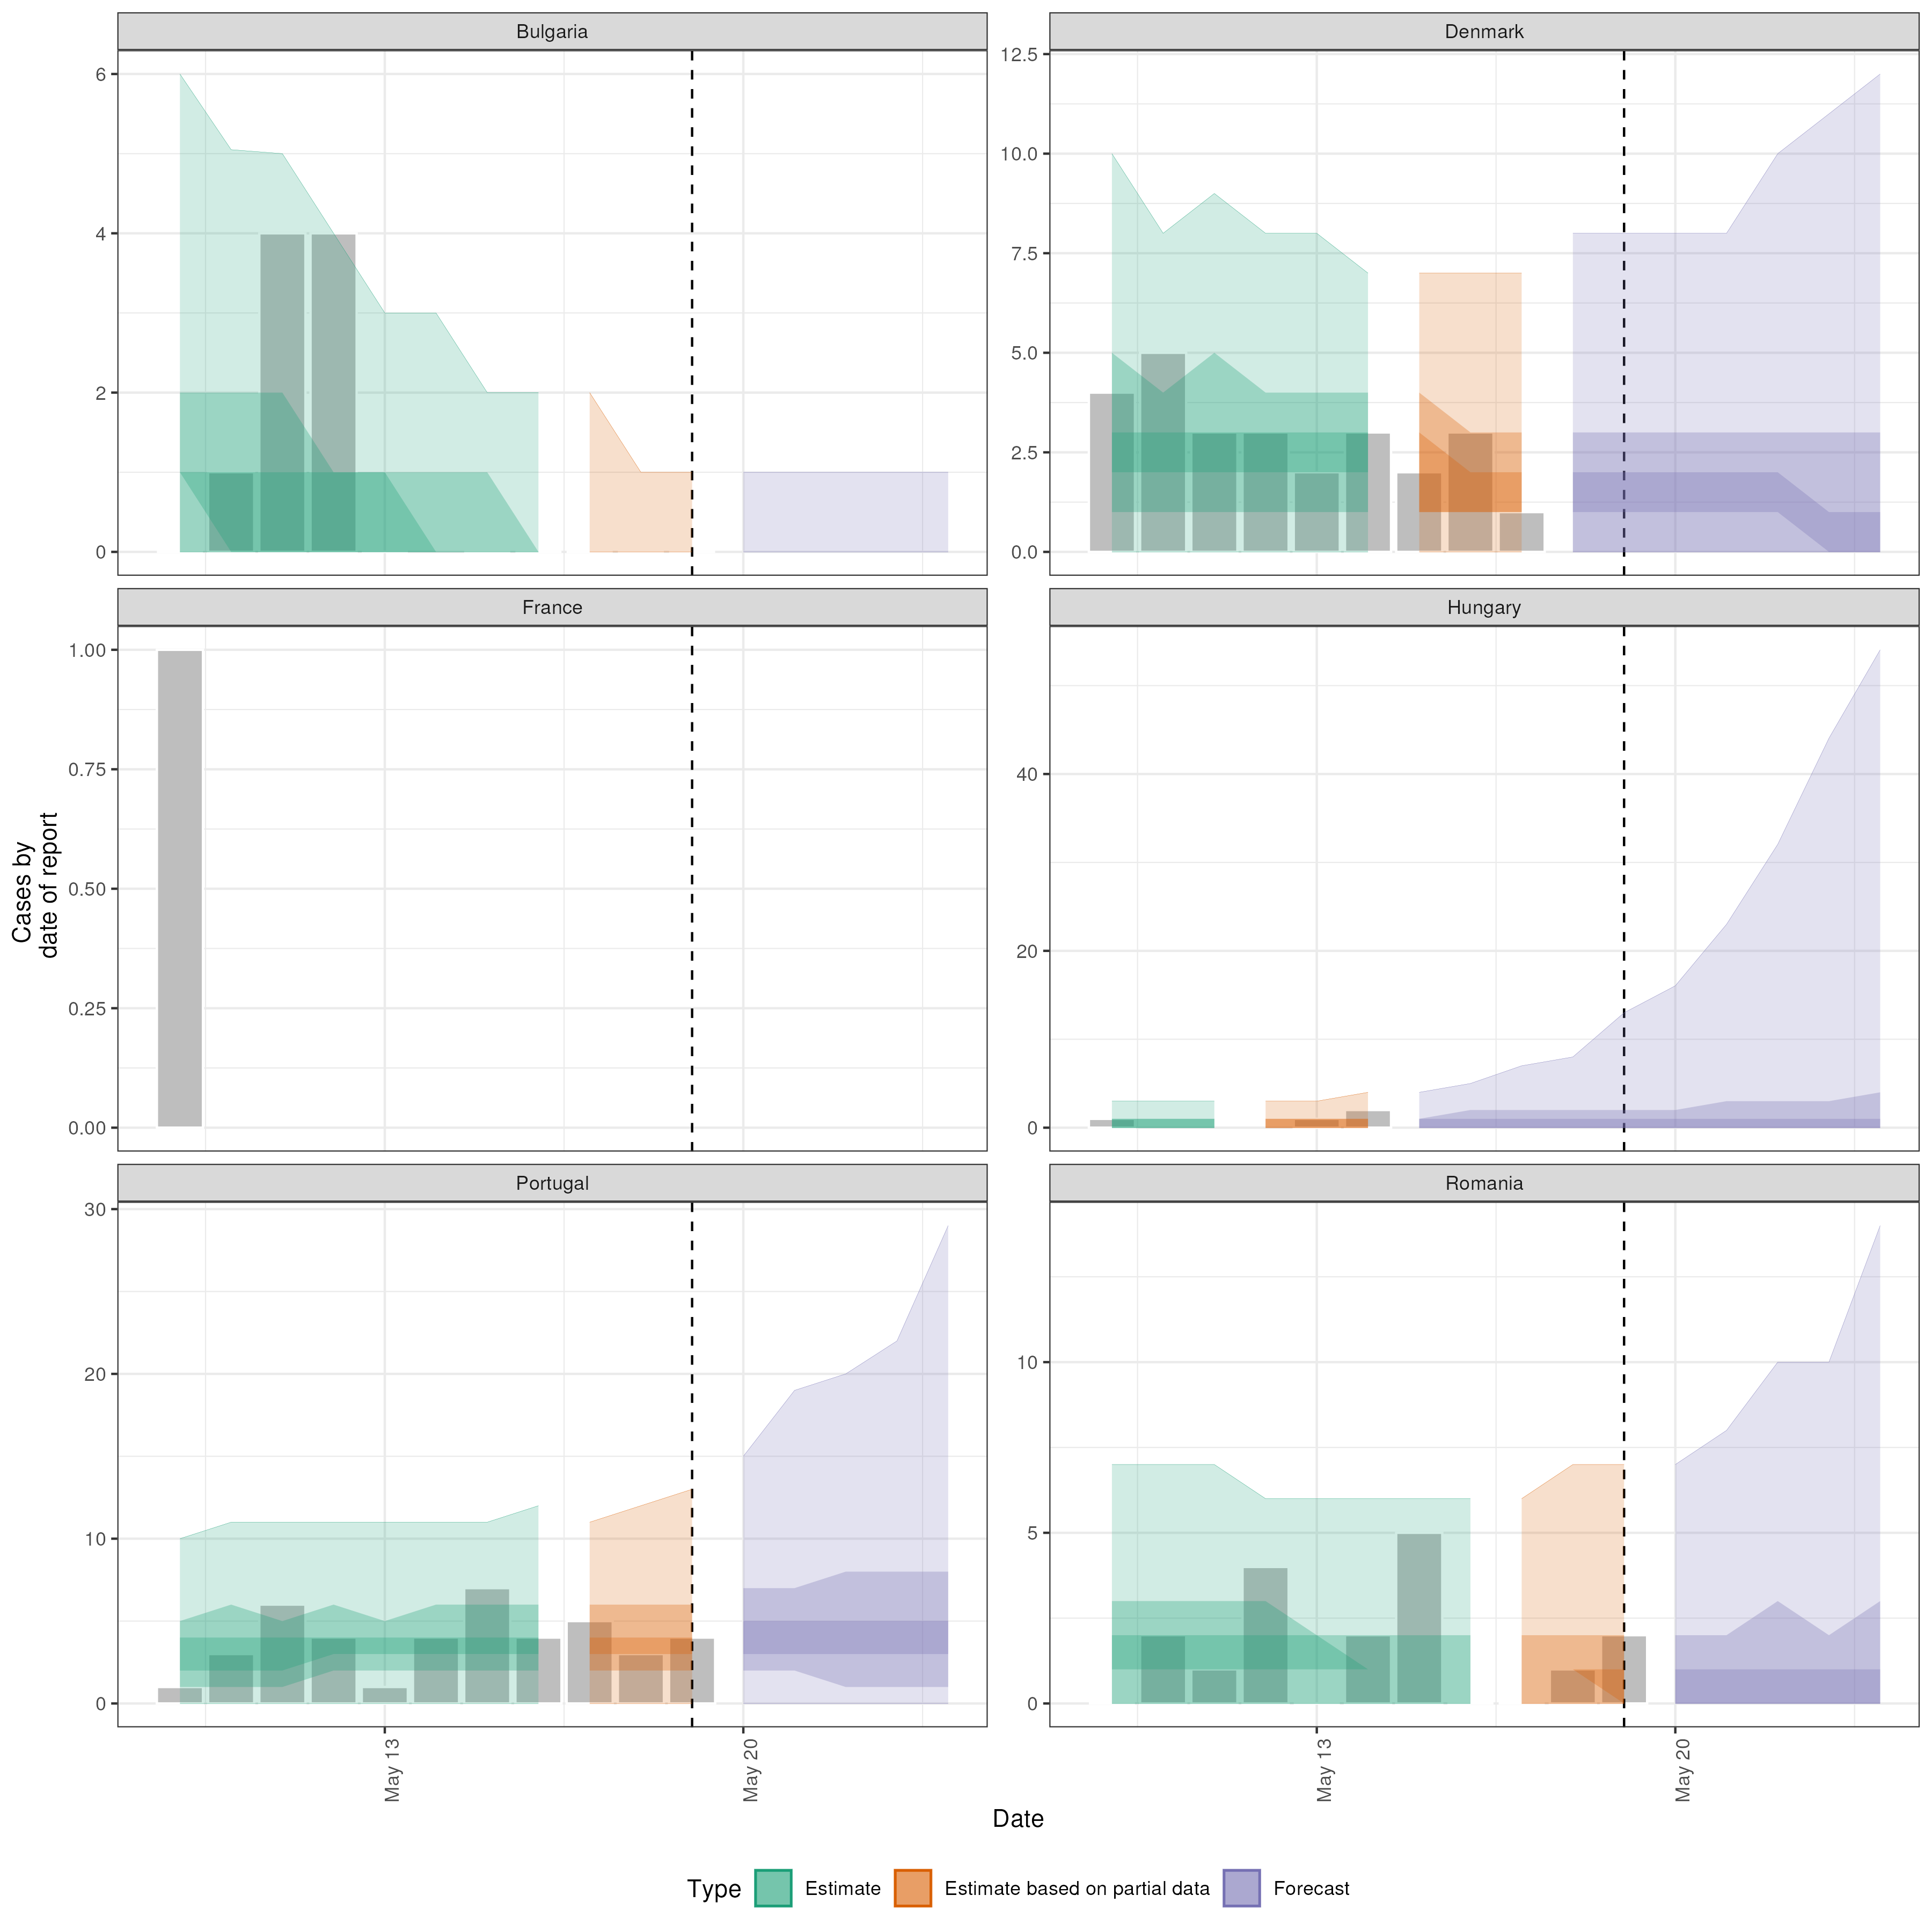 Bulgaria
Denmark
6
4
2
0
12.5
10.0
7.5
5.0
2.5
0.0
France
Hungary
1.00
0.75
0.50
0.25
0.00
40
20
0
Cases by
date of report
Portugal
Romania
30
20
10
0
10
5
0
May 13
May 20
May 13
May 20
Date
Type Estimate Estimate based on partial data Forecast